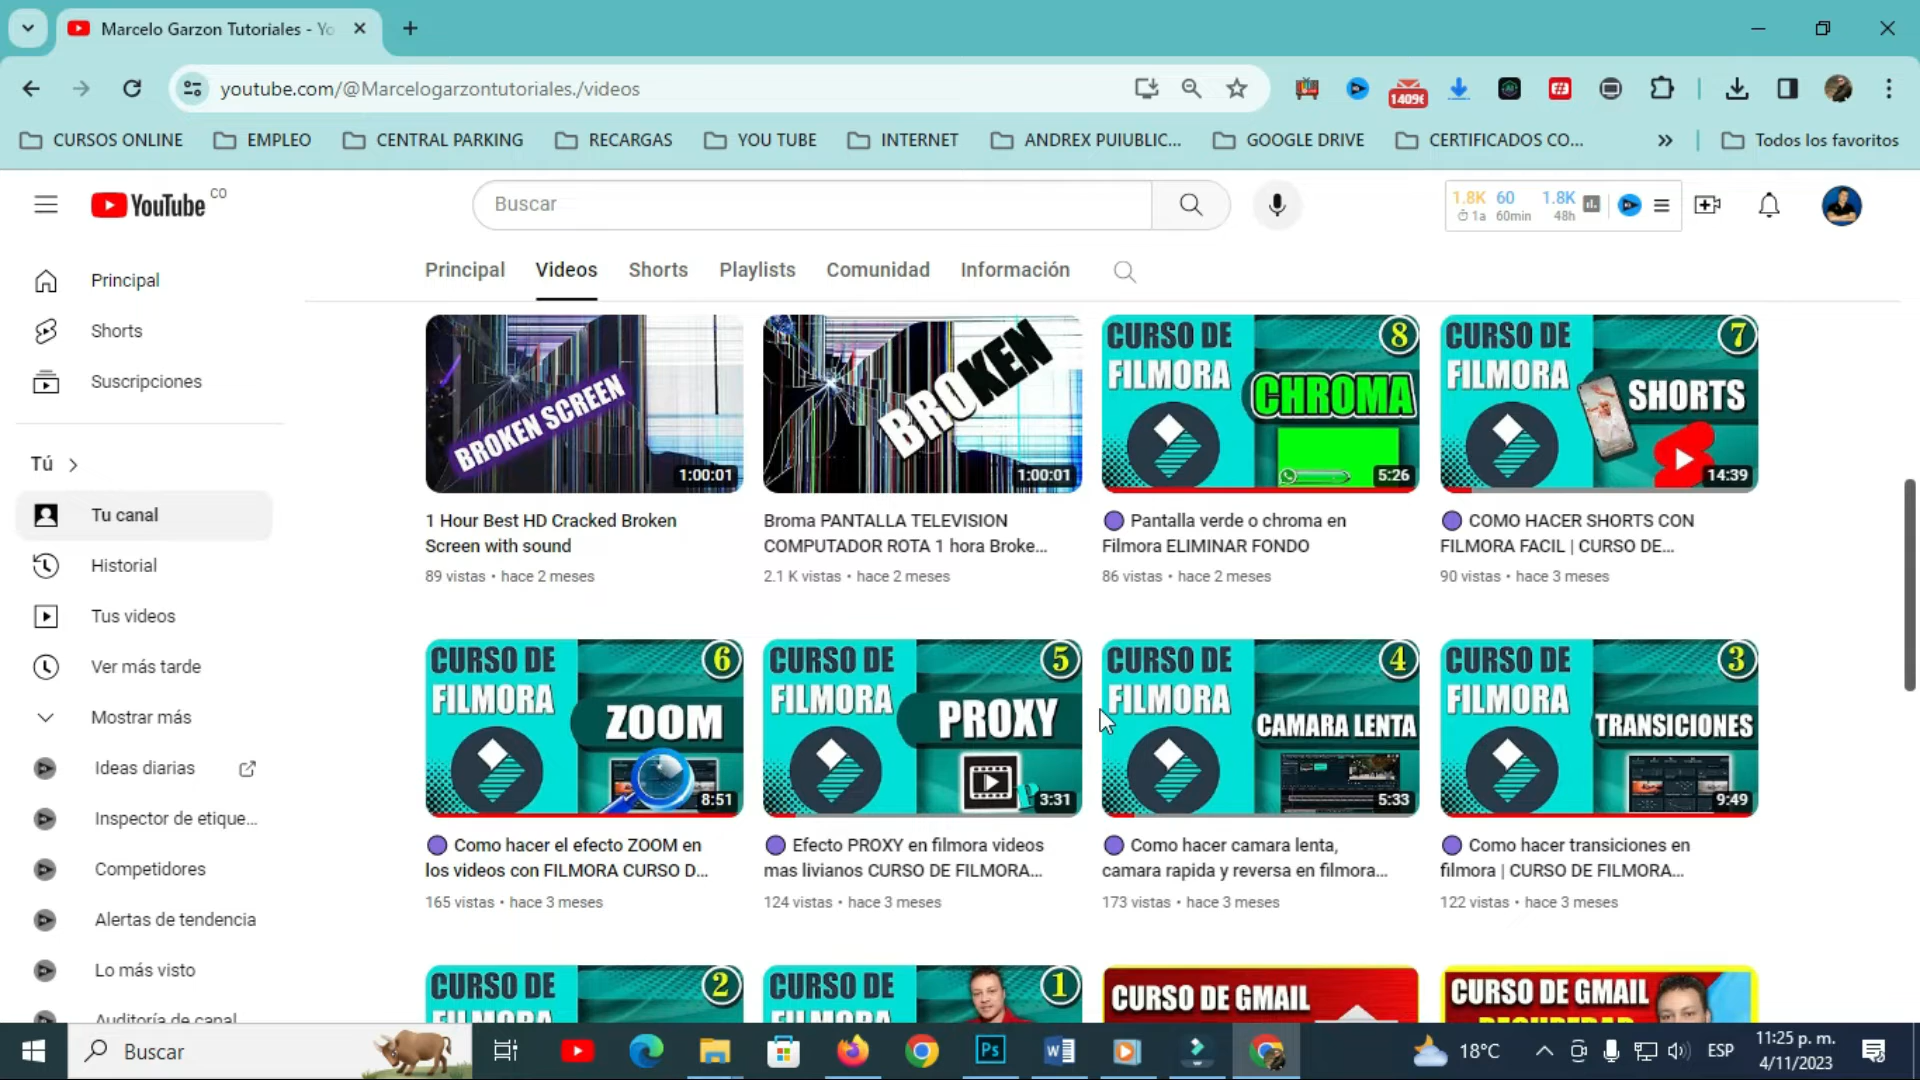 Marcelo Garzon Tutoriales - Yo
youtube.com/@Marcelogarzontutoriales./videos
1409€
CURSOS ONLINE
EMPLEO
CENTRAL PARKING
RECARGAS
YOU TUBE
INTERNET
ANDREX PUIUBLIC...
GOOGLE DRIVE
CERTIFICADOS CO...
»
Todos los favoritos
YouTube CO
Buscar
1.8K 60 1.8K
1a 60min 48h
Principal
Videos
Shorts
Playlists
Comunidad
Información
Principal
Shorts
Suscripciones
Tú
Tu canal
Historial
Tus videos
Ver más tarde
Mostrar más
Ideas diarias
Inspector de etique...
Competidores
Alertas de tendencia
Lo más visto
Auditoría de canal
BROKEN SCREEN
1:00:01
1 Hour Best HD Cracked Broken
Screen with sound
89 vistas • hace 2 meses
BROKEN
1:00:01
Broma PANTALLA TELEVISION
COMPUTADOR ROTA 1 hora Broke...
2.1 K vistas • hace 2 meses
CURSO DE
FILMORA
8
CHROMA
5:26
Pantalla verde o chroma en
Filmora ELIMINAR FONDO
86 vistas • hace 2 meses
CURSO DE
FILMORA
7
SHORTS
14:39
COMO HACER SHORTS CON
FILMORA FACIL | CURSO DE...
90 vistas • hace 3 meses
CURSO DE
FILMORA
6
ZOOM
8:51
Como hacer el efecto ZOOM en
los videos con FILMORA CURSO D...
165 vistas • hace 3 meses
CURSO DE
FILMORA
5
PROXY
3:31
Efecto PROXY en filmora videos
mas livianos CURSO DE FILMORA...
124 vistas • hace 3 meses
CURSO DE
FILMORA
4
CAMARA LENTA
5:33
Como hacer camara lenta,
camara rapida y reversa en filmora...
173 vistas • hace 3 meses
CURSO DE
FILMORA
3
TRANSICIONES
9:49
Como hacer transiciones en
filmora | CURSO DE FILMORA...
122 vistas • hace 3 meses
CURSO DE
FILMORA
2
CURSO DE
FILMORA
1
CURSO DE GMAIL
CURSO DE GMAIL
RECUPERAR
Buscar
Ps
18°C
ESP
11:25 p. m.
4/11/2023